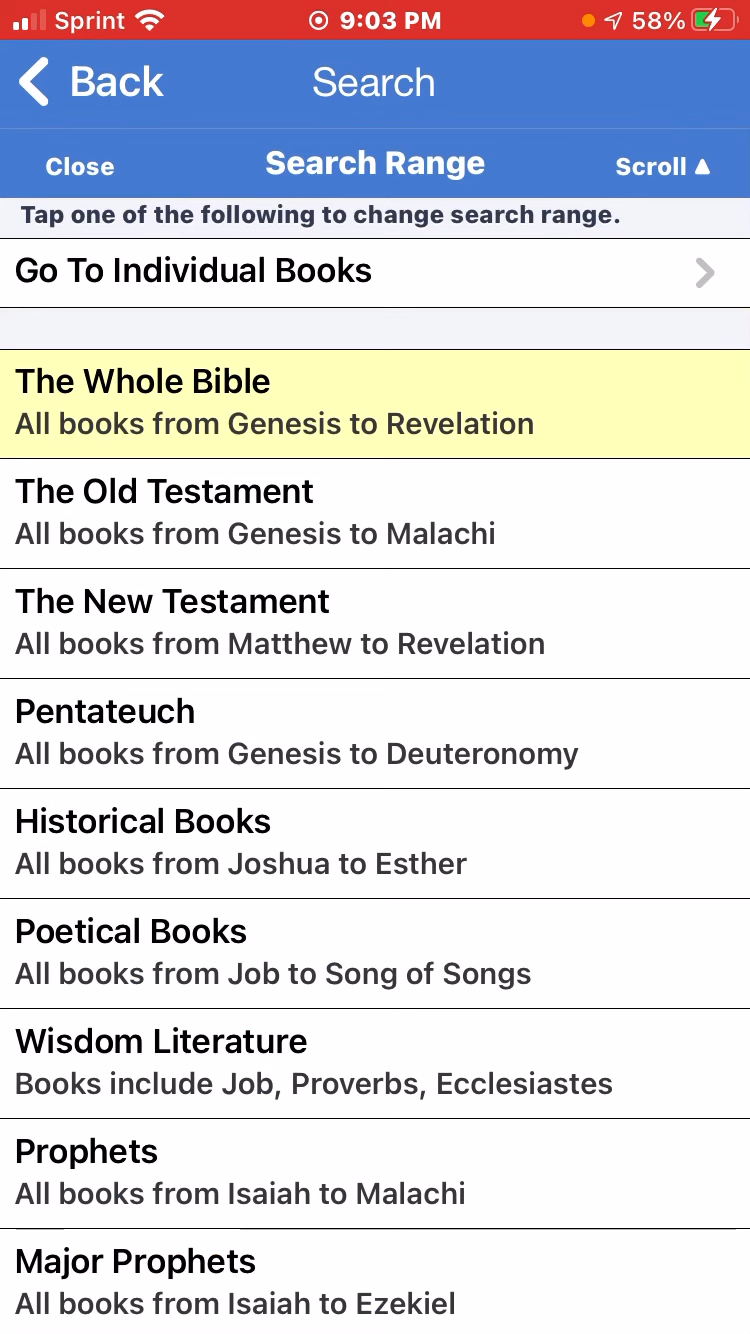 Sprint 9:03 PM 58%
Back Search
Close Search Range Scroll ▲
Tap one of the following to change search range.
Go To Individual Books
The Whole Bible
All books from Genesis to Revelation
The Old Testament
All books from Genesis to Malachi
The New Testament
All books from Matthew to Revelation
Pentateuch
All books from Genesis to Deuteronomy
Historical Books
All books from Joshua to Esther
Poetical Books
All books from Job to Song of Songs
Wisdom Literature
Books include Job, Proverbs, Ecclesiastes
Prophets
All books from Isaiah to Malachi
Major Prophets
All books from Isaiah to Ezekiel